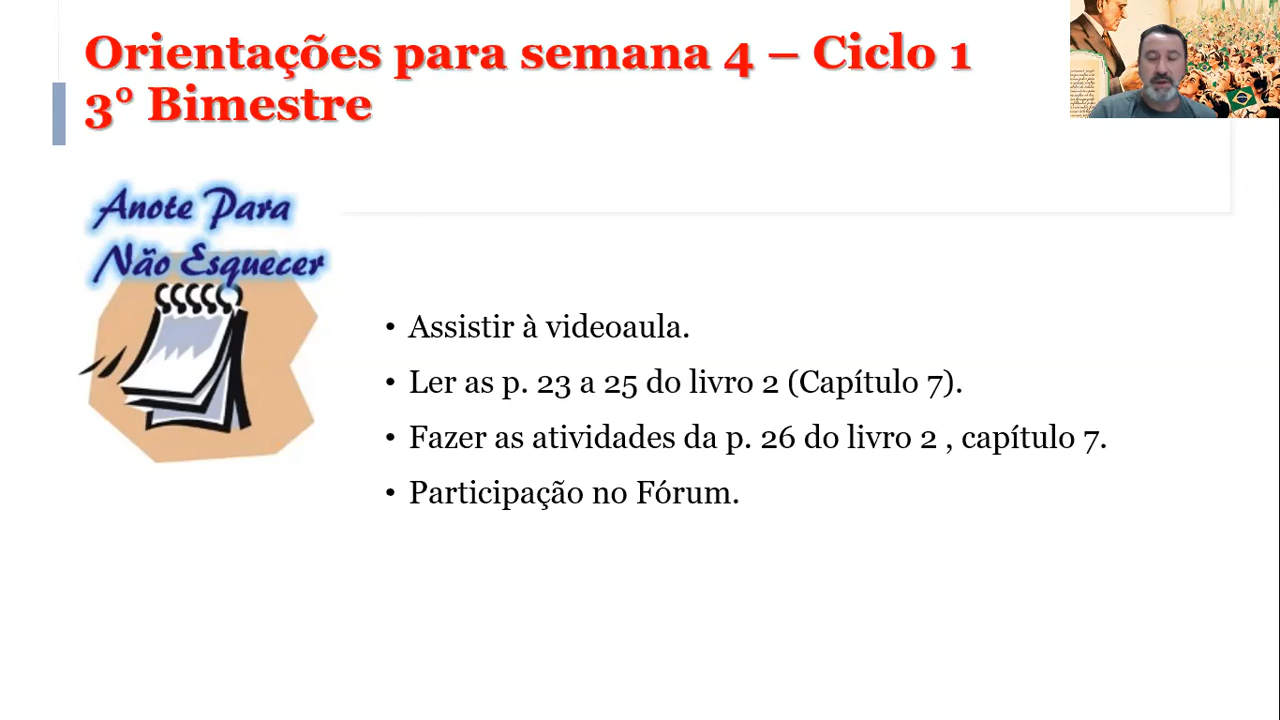 Orientações para semana 4 – Ciclo 1
3° Bimestre
Anote Para
Não Esquecer
• Assistir à videoaula.
• Ler as p. 23 a 25 do livro 2 (Capítulo 7).
• Fazer as atividades da p. 26 do livro 2 , capítulo 7.
• Participação no Fórum.